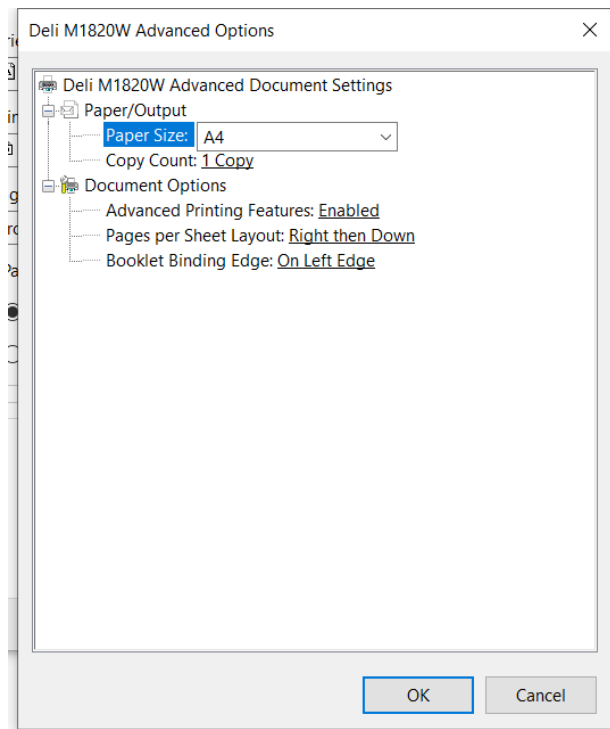 Deli M1820W Advanced Options
Deli M1820W Advanced Document Settings
Paper/Output
Paper Size: A4
Copy Count: 1 Copy
Document Options
Advanced Printing Features: Enabled
Pages per Sheet Layout: Right then Down
Booklet Binding Edge: On Left Edge
OK Cancel